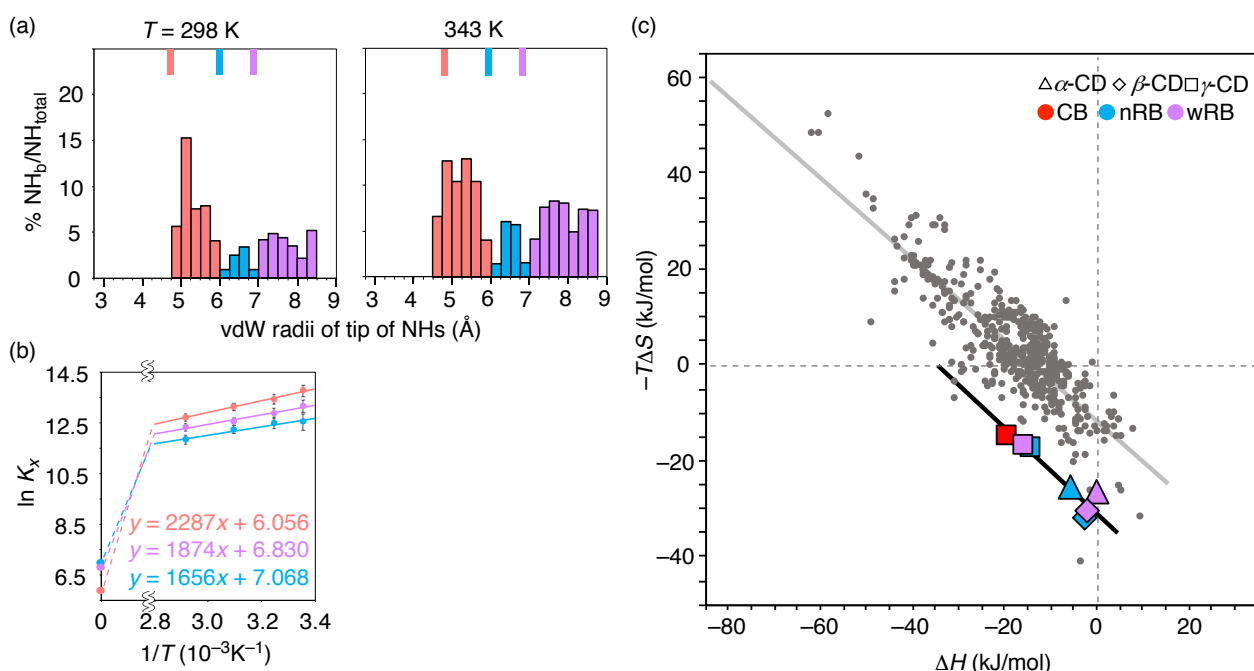 (a)
T = 298 K
343 K
% NH_b/NH_total
20
15
10
5
0
3 4 5 6 7 8 9
3 4 5 6 7 8 9
vdW radii of tip of NHs (Å)
(b)
ln K_x
14.5
12.5
10.5
8.5
6.5
y = 2287x + 6.056
y = 1874x + 6.830
y = 1656x + 7.068
0 2.8 3.0 3.2 3.4
1/T (10⁻³K⁻¹)
(c)
α-CD β-CD γ-CD
CB nRB wRB
–TΔS (kJ/mol)
60
40
20
0
–20
–40
–80 –60 –40 –20 0 20
ΔH (kJ/mol)